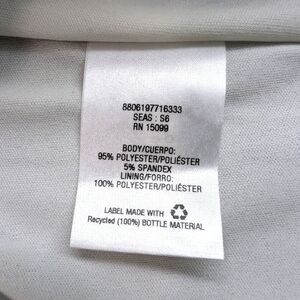 8806197716333
SEAS : S6
RN 15099
BODY/CUERPO:
95% POLYESTER/POLIÉSTER
5% SPANDEX
LINING/FORRO:
100% POLYESTER/POLIÉSTER
LABEL MADE WITH
Recycled (100%) BOTTLE MATERIAL